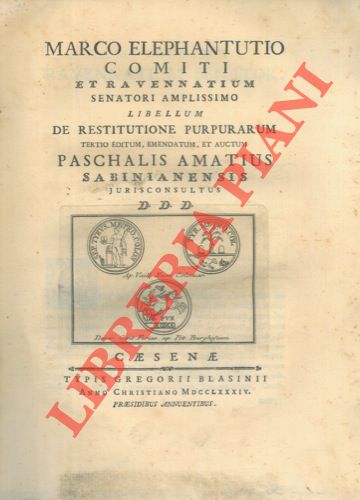 MARCO ELEPHANTUTIO
COMITI
ET RAVENNATIUM
SENATORI AMPLISSIMO
LIBELLUM
DE RESTITUTIONE PURPURARUM
TERTIO EDITUM, EMENDATUM, ET AUCTUM
PASCHALIS AMATIUS
SABINIANENSIS
JURISCONSULTUS
D D D
CÆSENÆ
TYPIS GREGORII BLASINII
ANNO CHRISTIANO MDCCLXXXIV.
PRÆSIDIBUS ANNUENTIBUS.
LIBRERIA PIANI